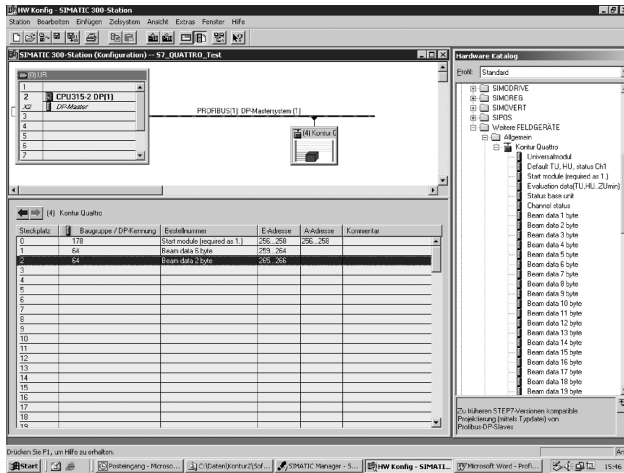 HW Konfig - SIMATIC 300-Station
Station Bearbeiten Einfügen Zielsystem Ansicht Extras Fenster Hilfe
SIMATIC 300-Station (Konfiguration) -- S7_QUATTRO_Test
(0) UR
1
2 CPU315-2 DP(1)
X2 DP-Master
3
4
5
6
7
PROFIBUS(1): DP-Mastersystem (1)
(4) Kontur
(4) Kontur Quattro
Steckplatz Baugruppe / DP-Kennung Bestellnummer E-Adresse A-Adresse Kommentar
0 178 Start module (required as 1.) 256...258 256...258
1 64 Beam data 6 byte 259...264
2 64 Beam data 2 byte 265...266
3
4
5
6
7
8
9
10
11
12
13
14
15
16
17
18
19
Drücken Sie F1, um Hilfe zu erhalten.
Hardware Katalog
Profil: Standard
SIMODRIVE
SIMOREG
SIMOVERT
SIPOS
Weitere FELDGERÄTE
Allgemein
Kontur Quattro
Universalmodul
Default TU, HU, status Ch1
Start module (required as 1.)
Evaluation data(TU,HU..ZUmin)
Status base unit
Channel status
Beam data 1 byte
Beam data 2 byte
Beam data 3 byte
Beam data 4 byte
Beam data 5 byte
Beam data 6 byte
Beam data 7 byte
Beam data 8 byte
Beam data 9 byte
Beam data 10 byte
Beam data 11 byte
Beam data 12 byte
Beam data 13 byte
Beam data 14 byte
Beam data 15 byte
Beam data 16 byte
Beam data 17 byte
Beam data 18 byte
Beam data 19 byte
Zu früheren STEP7-Versionen kompatible
Projektierung (mittels Typdatei) von
Profibus-DP-Slaves
Start
Posteingang - Microso...
C:\Daten\Kontur2\Sof...
SIMATIC Manager - S...
HW Konfig - SIMATI...
Microsoft Word - Profi...
15:46